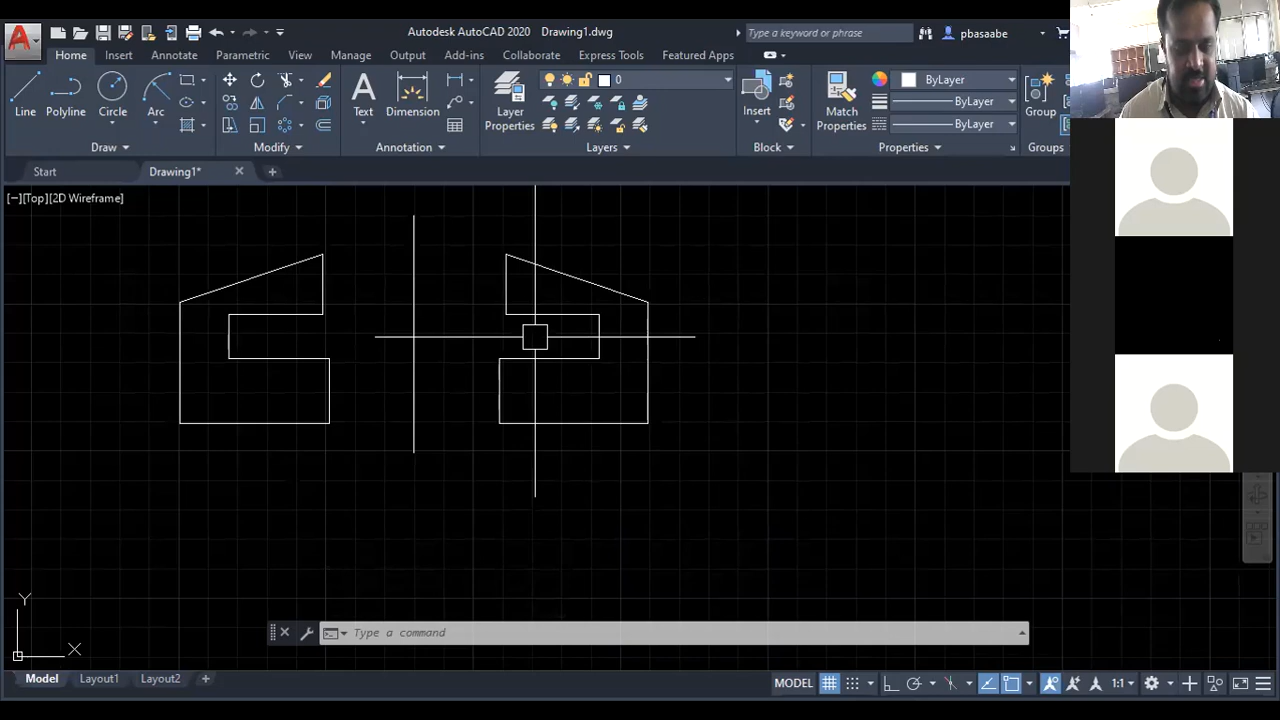 Autodesk AutoCAD 2020 Drawing1.dwg
Type a keyword or phrase
pbasaabe
Home Insert Annotate Parametric View Manag Output Add-ins Collaborate Express Tools Featured Apps
0
ByLayer
ByLayer
ByLayer
Line Polyline Circle Arc Text Dimension Layer Properties Insert Match Properties Group
Draw Modify Annotation Layers Block Properties Groups
Start Drawing1*
[−][Top][2D Wireframe]
Y
X
Type a command
Model Layout1 Layout2
MODEL 1:1